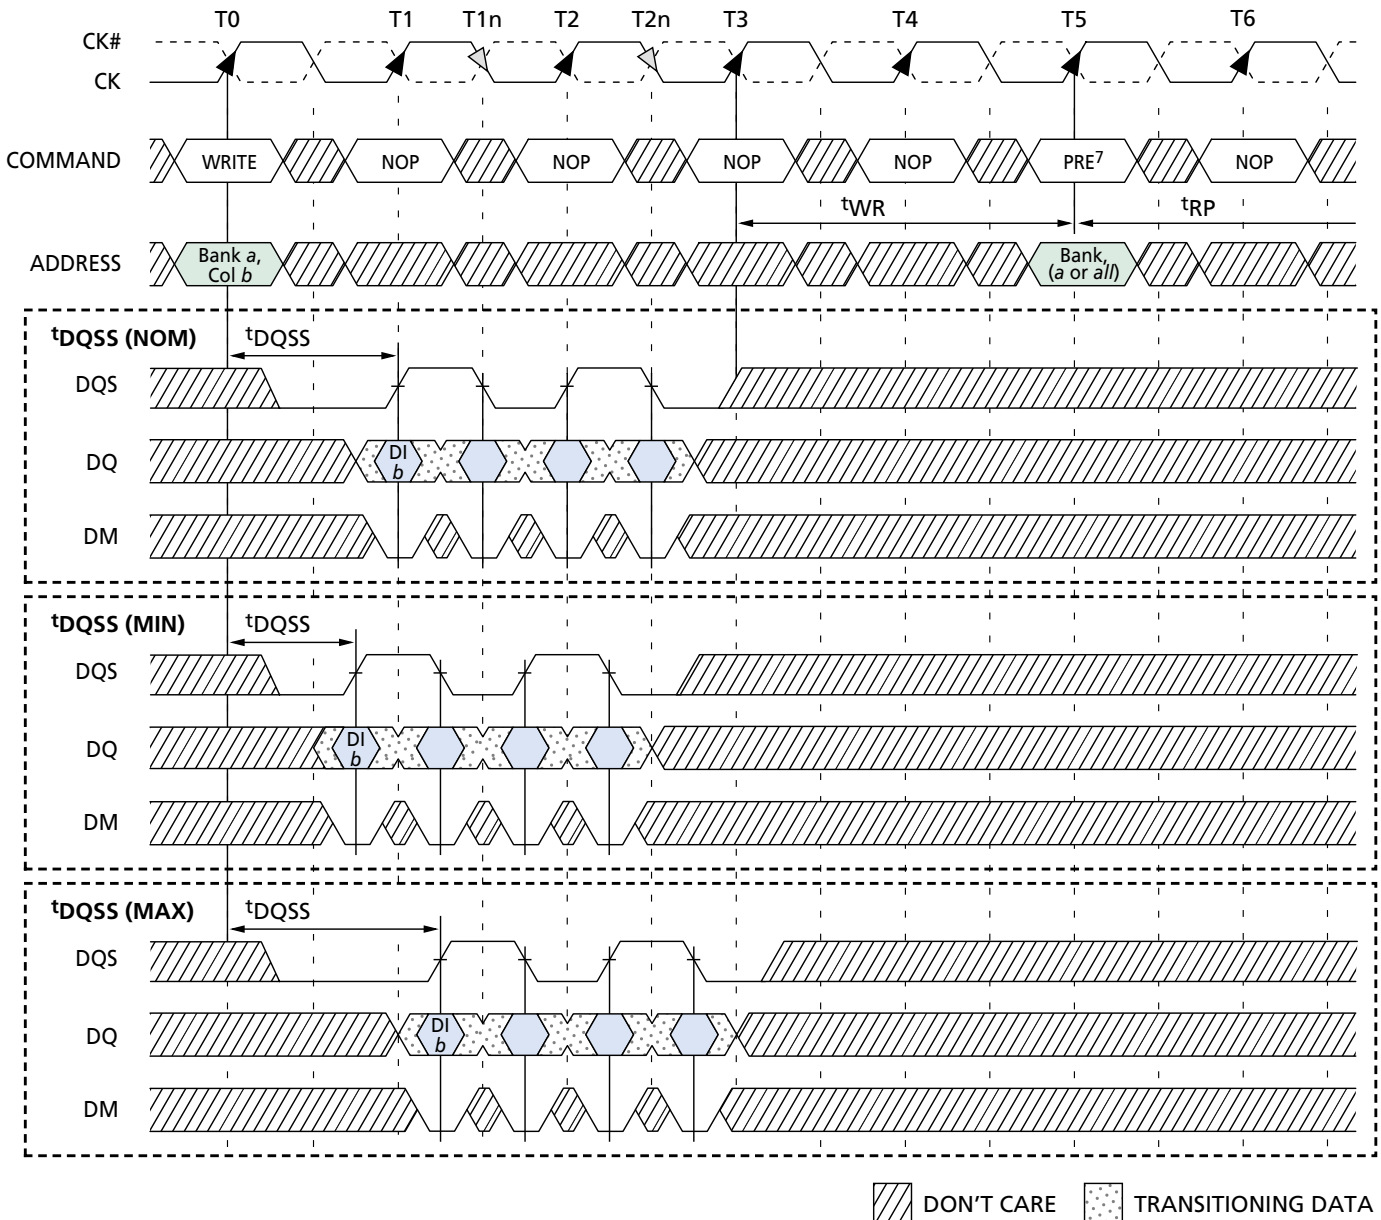 T0 T1 T1n T2 T2n T3 T4 T5 T6
CK#
CK
COMMAND WRITE NOP NOP NOP NOP PRE7 NOP
tWR tRP
ADDRESS Bank a, Col b Bank, (a or all)
tDQSS (NOM) tDQSS
DQS
DQ DI b
DM
tDQSS (MIN) tDQSS
DQS
DQ DI b
DM
tDQSS (MAX) tDQSS
DQS
DQ DI b
DM
DON'T CARE TRANSITIONING DATA